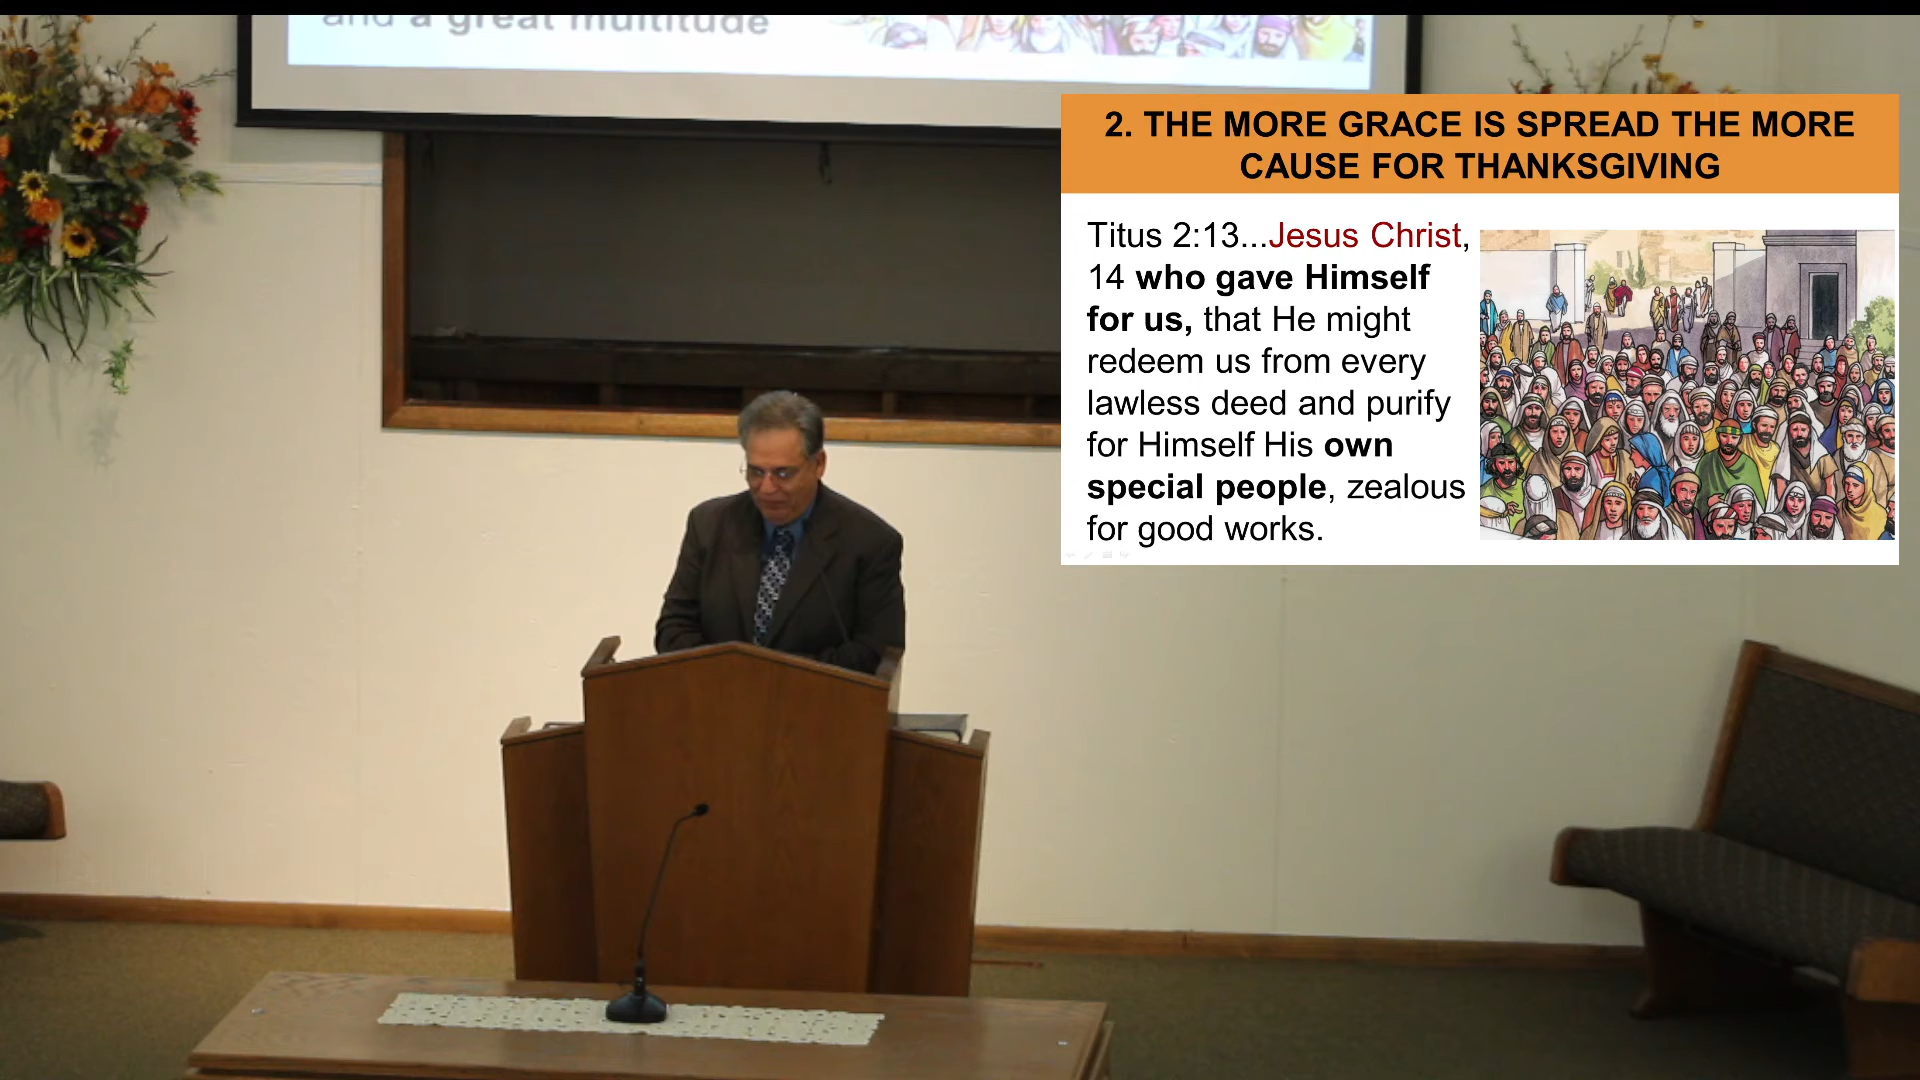 and a great multitude
2. THE MORE GRACE IS SPREAD THE MORE
CAUSE FOR THANKSGIVING
Titus 2:13...Jesus Christ,
14 who gave Himself
for us, that He might
redeem us from every
lawless deed and purify
for Himself His own
special people, zealous
for good works.